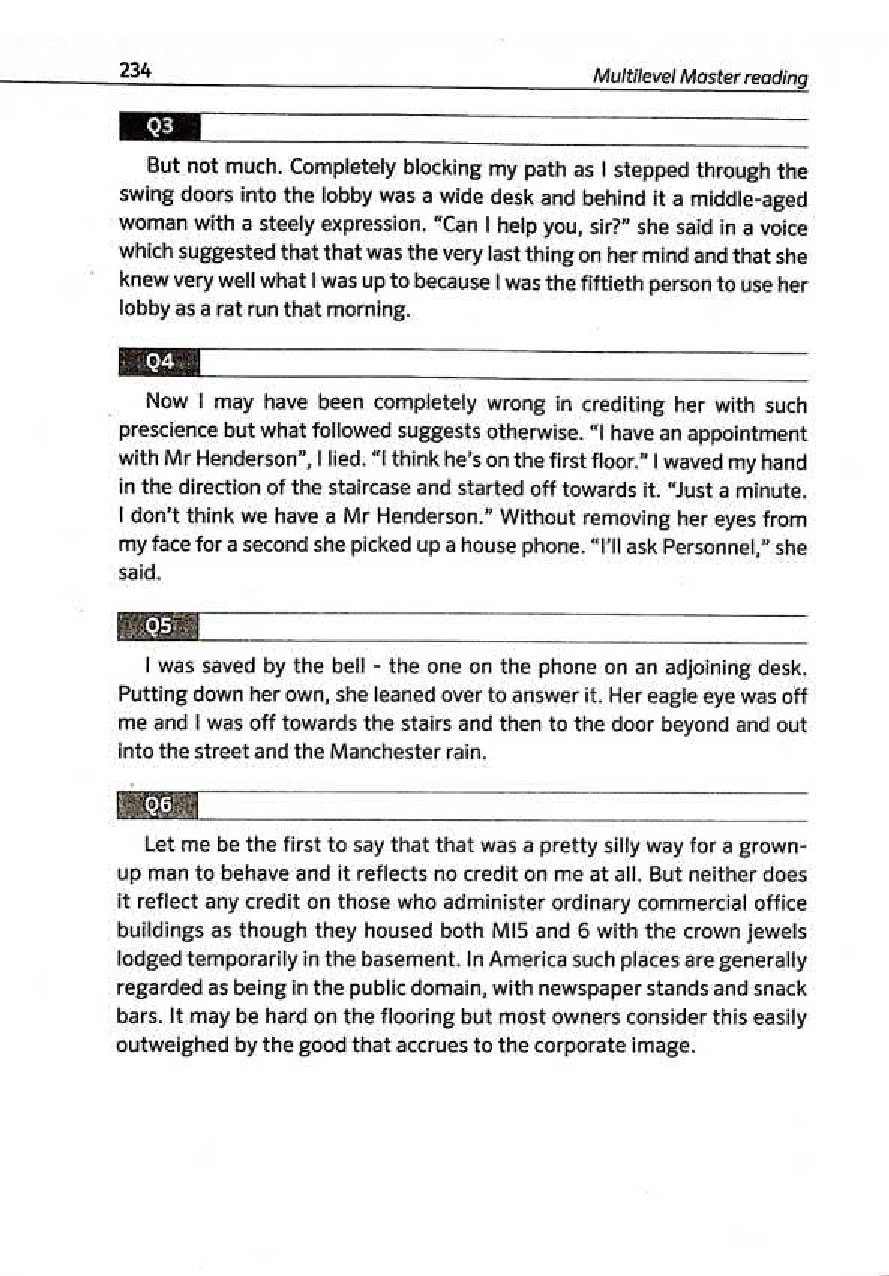 234
Multilevel Master reading
Q3
But not much. Completely blocking my path as I stepped through the
swing doors into the lobby was a wide desk and behind it a middle-aged
woman with a steely expression. "Can I help you, sir?" she said in a voice
which suggested that that was the very last thing on her mind and that she
knew very well what I was up to because I was the fiftieth person to use her
lobby as a rat run that morning.
Q4
Now I may have been completely wrong in crediting her with such
prescience but what followed suggests otherwise. "I have an appointment
with Mr Henderson", I lied. "I think he's on the first floor." I waved my hand
in the direction of the staircase and started off towards it. "Just a minute.
I don't think we have a Mr Henderson." Without removing her eyes from
my face for a second she picked up a house phone. "I'll ask Personnel," she
said.
Q5
I was saved by the bell - the one on the phone on an adjoining desk.
Putting down her own, she leaned over to answer it. Her eagle eye was off
me and I was off towards the stairs and then to the door beyond and out
into the street and the Manchester rain.
Q6
Let me be the first to say that that was a pretty silly way for a grown-
up man to behave and it reflects no credit on me at all. But neither does
it reflect any credit on those who administer ordinary commercial office
buildings as though they housed both MI5 and 6 with the crown jewels
lodged temporarily in the basement. In America such places are generally
regarded as being in the public domain, with newspaper stands and snack
bars. It may be hard on the flooring but most owners consider this easily
outweighed by the good that accrues to the corporate image.